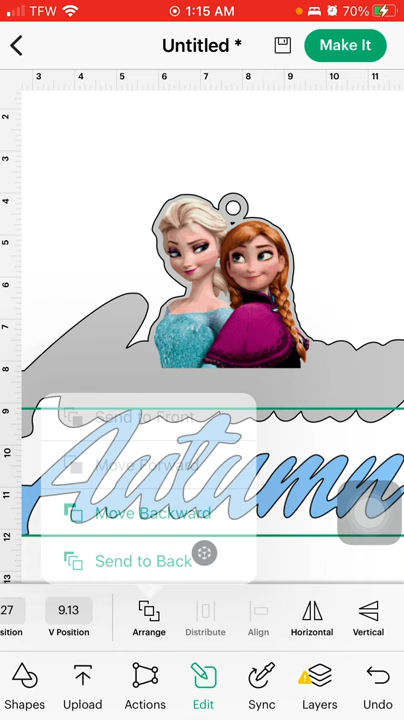 TFW 1:15 AM 70%
Untitled * Make It
3 4 5 6 7 8 9 10 11
2
3
4
5
6
7
8
9
10
11
12
13
Send to Front
Move Forward
Move Backward
Send to Back
Autumn
27 9.13
sition V Position Arrange Distribute Align Horizontal Vertical
Shapes Upload Actions Edit Sync Layers Undo